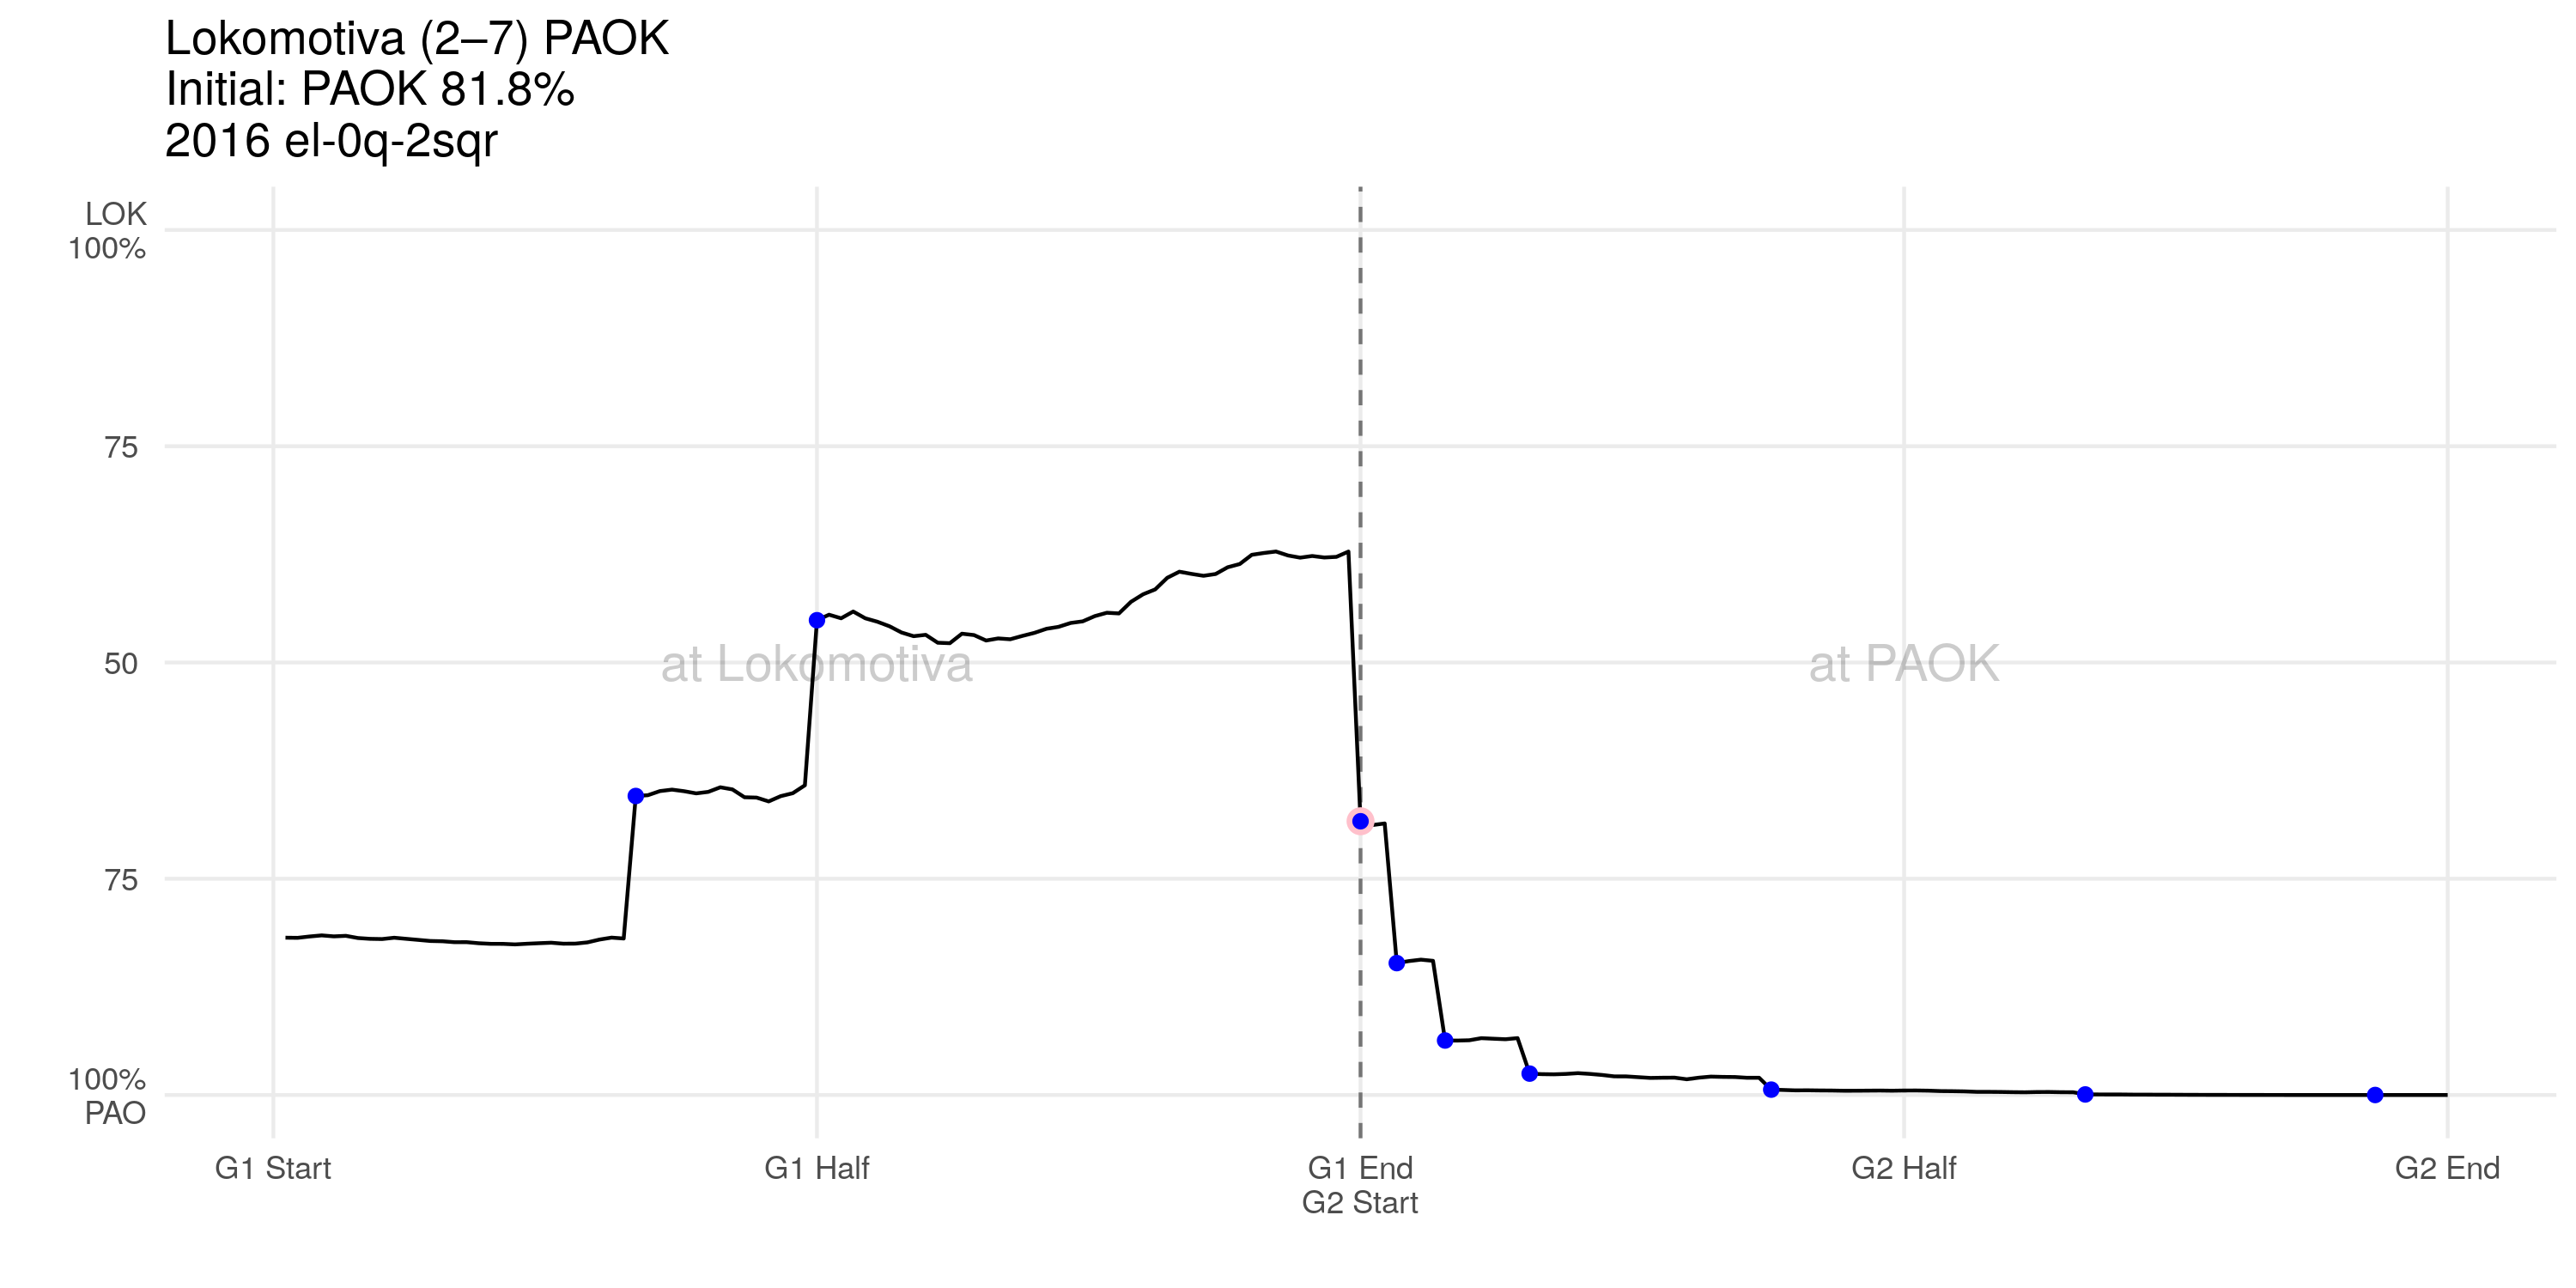 Lokomotiva (2–7) PAOK
Initial: PAOK 81.8%
2016 el-0q-2sqr
LOK
100%
75
50
75
100%
PAO
at Lokomotiva
at PAOK
G1 Start
G1 Half
G1 End
G2 Start
G2 Half
G2 End